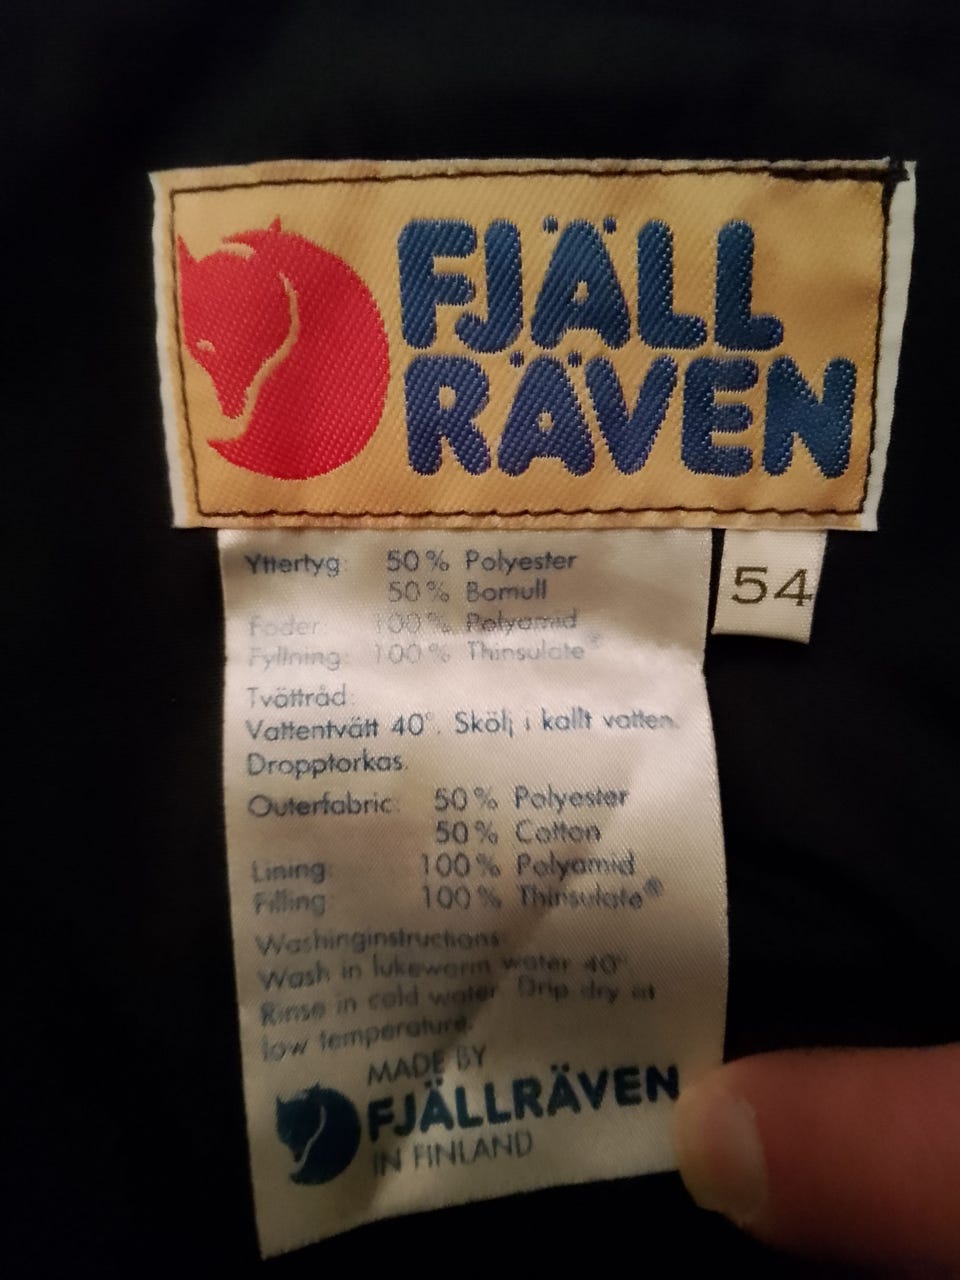 FJÄLL
RÄVEN
54
Yttertyg: 50% Polyester
50% Bomull
Foder: 100% Polyamid
Fyllning: 100% Thinsulate®
Tvättråd:
Vattentvätt 40°. Skölj i kallt vatten.
Dropptorkas.
Outerfabric: 50% Polyester
50% Cotton
Lining: 100% Polyamid
Filling: 100% Thinsulate®
Washinginstructions:
Wash in lukewarm water 40°
Rinse in cold water. Drip dry at
low temperature.
MADE BY
FJÄLLRÄVEN
IN FINLAND